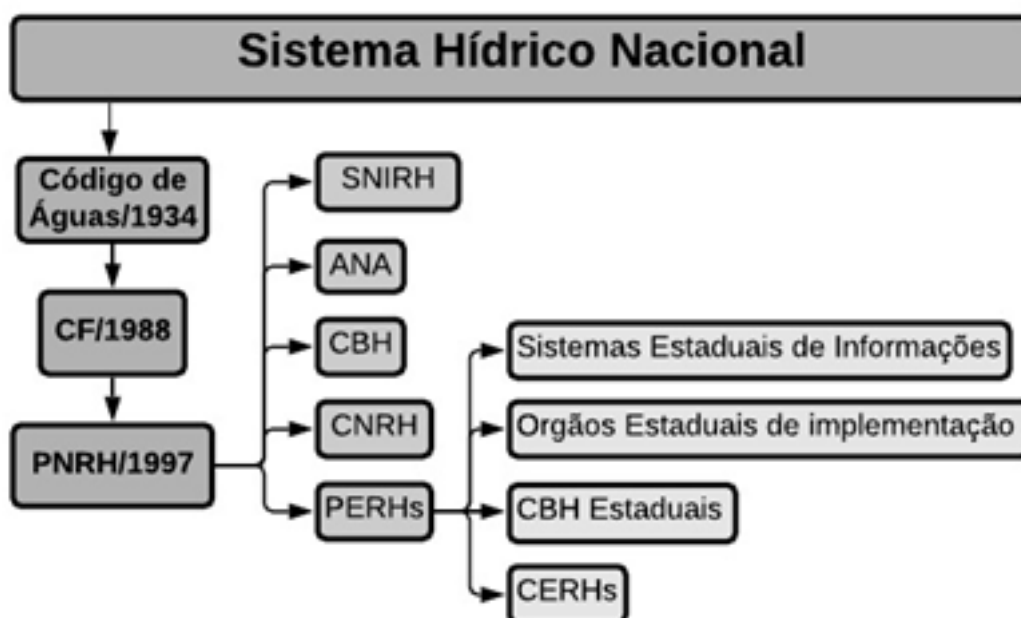 Sistema Hídrico Nacional
Código de
Águas/1934
CF/1988
PNRH/1997
SNIRH
ANA
CBH
CNRH
PERHs
Sistemas Estaduais de Informações
Orgãos Estaduais de implementação
CBH Estaduais
CERHs